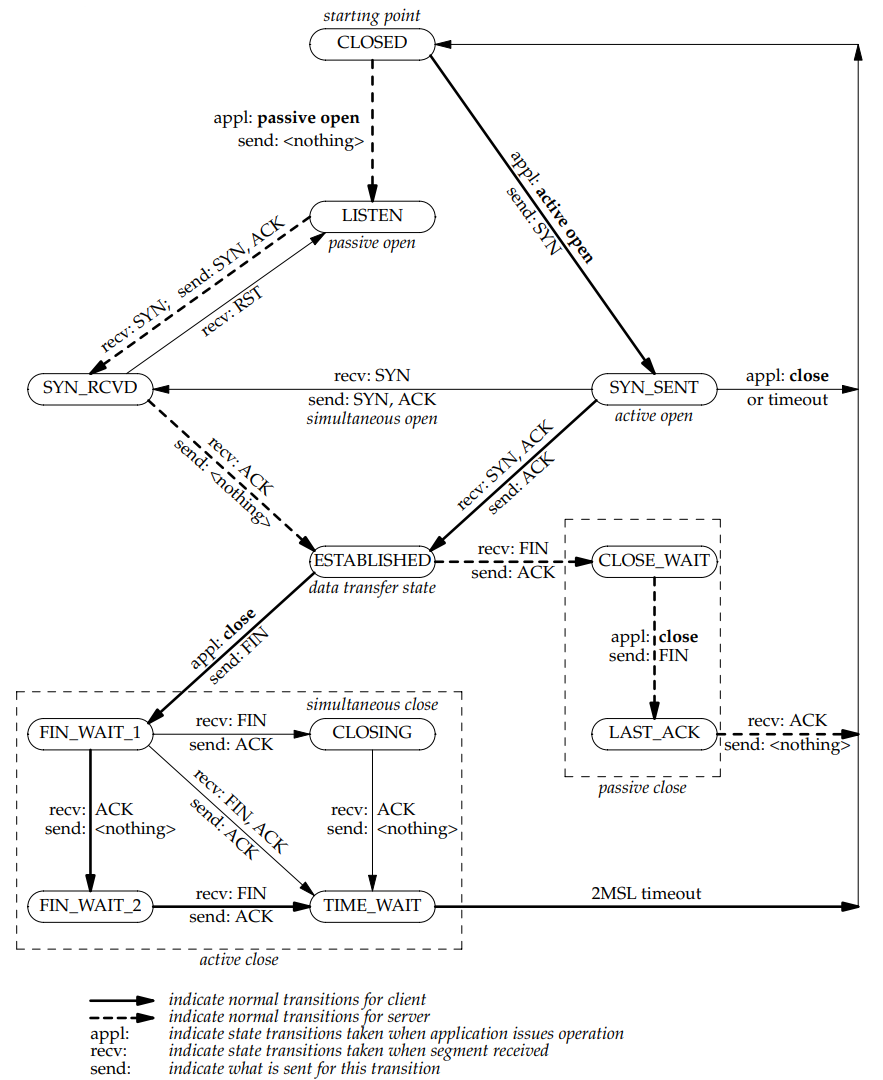 starting point
CLOSED
appl: passive open
send: <nothing>
appl: active open
send: SYN
LISTEN
passive open
recv: SYN; send: SYN, ACK
recv: RST
SYN_RCVD
recv: SYN
send: SYN, ACK
simultaneous open
SYN_SENT
active open
appl: close
or timeout
recv: ACK
send: <nothing>
recv: SYN, ACK
send: ACK
ESTABLISHED
data transfer state
recv: FIN
send: ACK
CLOSE_WAIT
appl: close
send: FIN
appl: close
send: FIN
simultaneous close
FIN_WAIT_1
recv: FIN
send: ACK
CLOSING
LAST_ACK
recv: ACK
send: <nothing>
passive close
recv: ACK
send: <nothing>
recv: FIN, ACK
send: ACK
recv: ACK
send: <nothing>
FIN_WAIT_2
recv: FIN
send: ACK
TIME_WAIT
2MSL timeout
active close
indicate normal transitions for client
indicate normal transitions for server
appl: indicate state transitions taken when application issues operation
recv: indicate state transitions taken when segment received
send: indicate what is sent for this transition